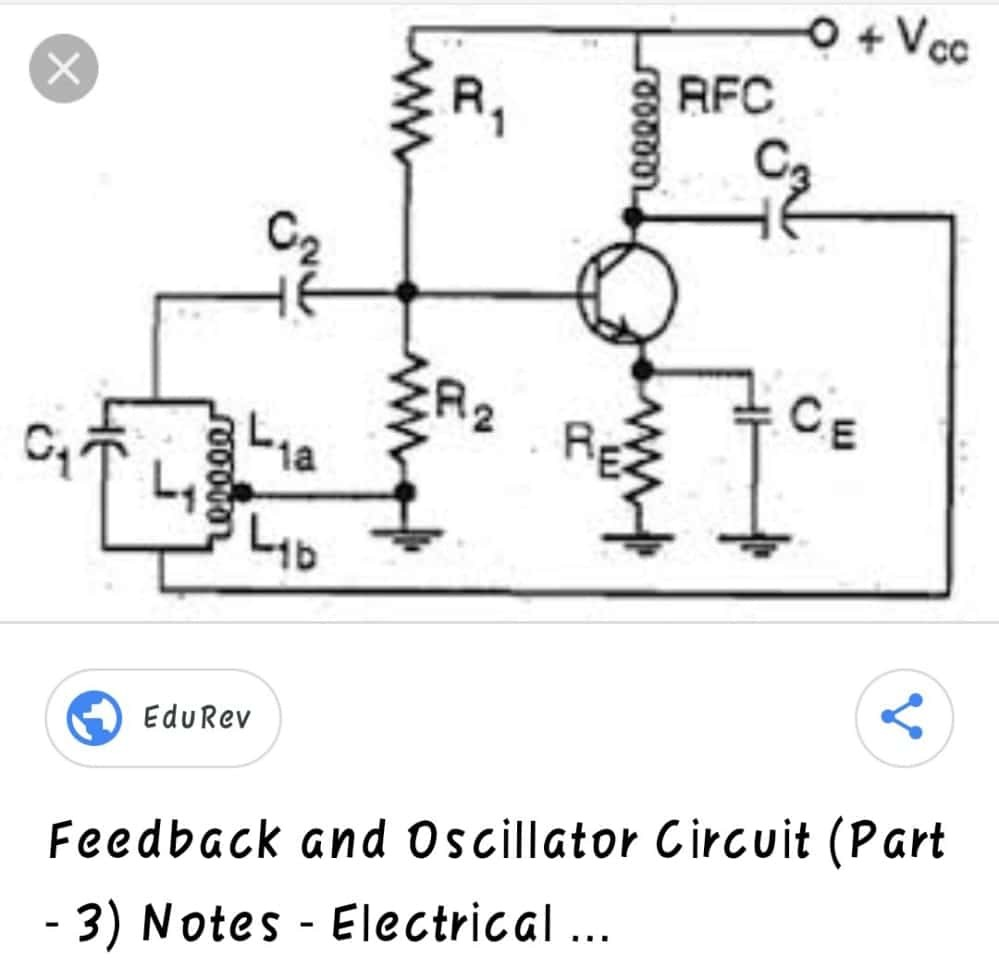 + Vcc
R1
RFC
C3
C2
R2
C1
L1a
L1
RE
CE
L1b
EduRev
Feedback and Oscillator Circuit (Part
- 3) Notes - Electrical ...